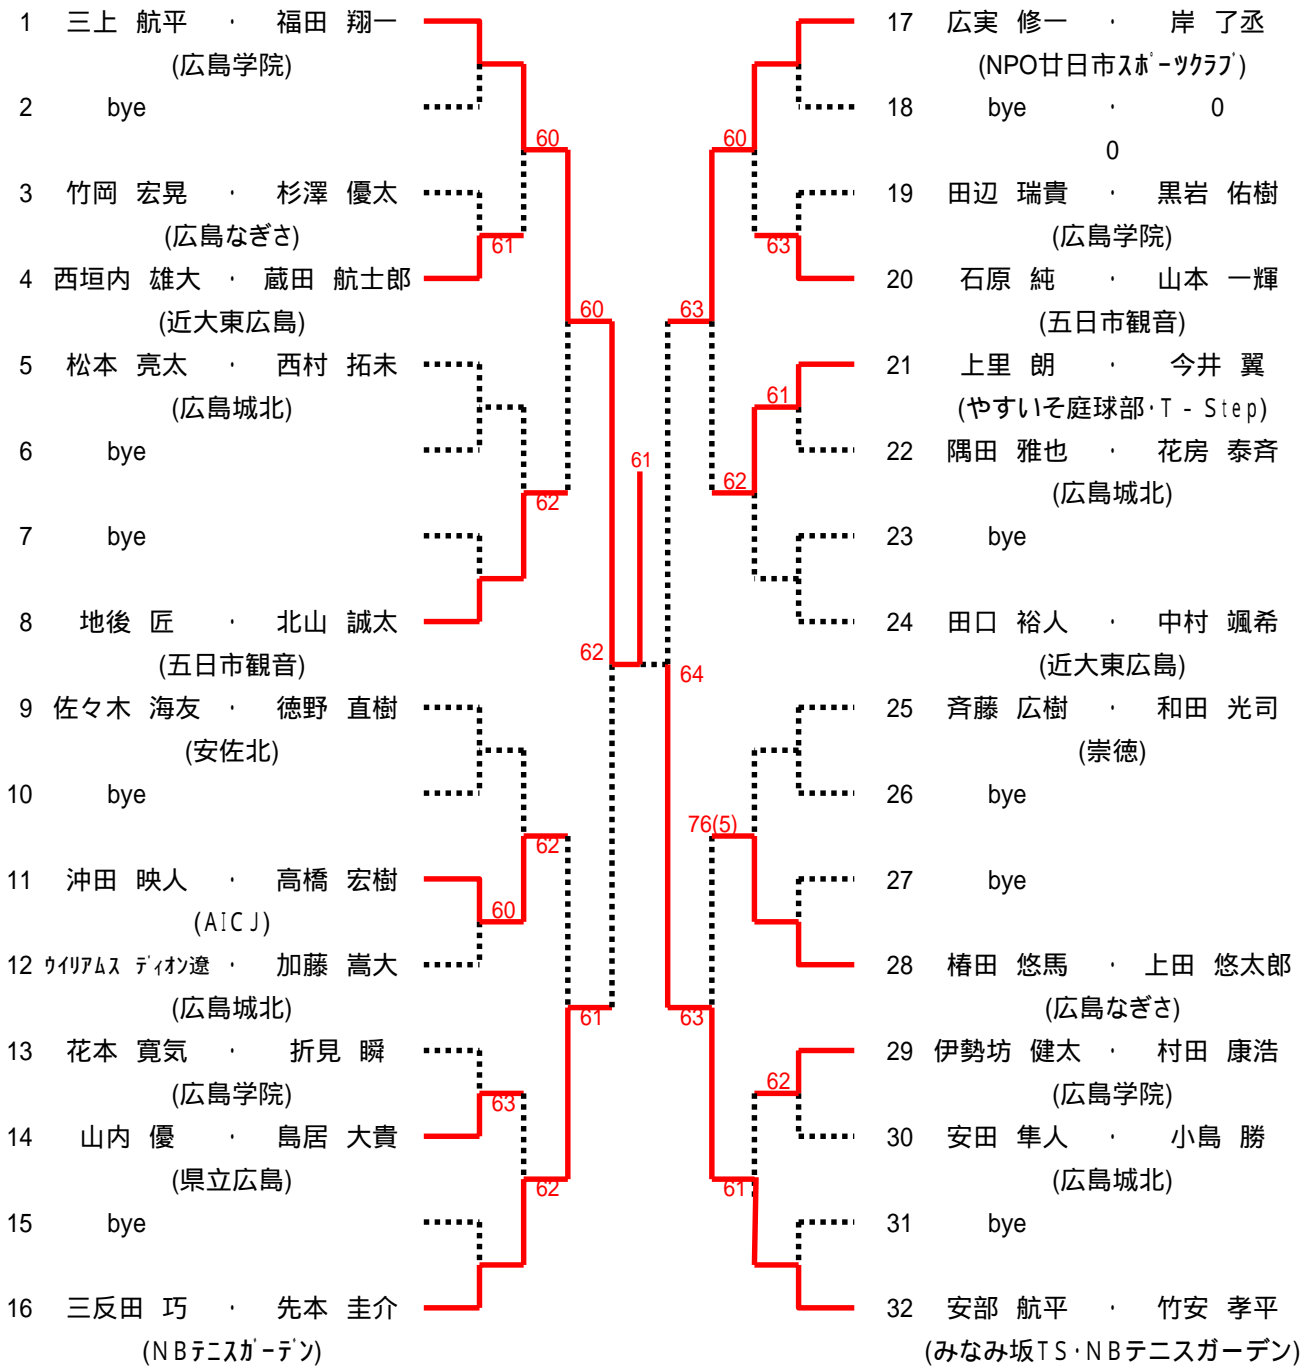 1 三上 航平 ・ 福田 翔一
(広島学院)
2 bye
60
3 竹岡 宏晃 ・ 杉澤 優太
(広島なぎさ)
61
4 西垣内 雄大 ・ 蔵田 航士郎
(近大東広島)
60
5 松本 亮太 ・ 西村 拓未
(広島城北)
6 bye
62
7 bye
8 地後 匠 ・ 北山 誠太
(五日市観音)
62
9 佐々木 海友 ・ 徳野 直樹
(安佐北)
10 bye
62
11 沖田 映人 ・ 高橋 宏樹
(AICJ)
60
12 ウイリアムス ディオン遼 ・ 加藤 嵩大
(広島城北)
61
13 花本 寛気 ・ 折見 瞬
(広島学院)
63
14 山内 優 ・ 島居 大貴
(県立広島)
62
15 bye
16 三反田 巧 ・ 先本 圭介
(NBテニスガーデン)
61
17 広実 修一 ・ 岸 了丞
(NPO廿日市スポーツクラブ)
18 bye ・ 0
0
60
19 田辺 瑞貴 ・ 黒岩 佑樹
(広島学院)
63
20 石原 純 ・ 山本 一輝
(五日市観音)
63
21 上里 朗 ・ 今井 翼
(やすいそ庭球部・T-Step)
61
22 隅田 雅也 ・ 花房 泰斉
(広島城北)
62
23 bye
24 田口 裕人 ・ 中村 颯希
(近大東広島)
64
25 斉藤 広樹 ・ 和田 光司
(崇徳)
26 bye
76(5)
27 bye
28 椿田 悠馬 ・ 上田 悠太郎
(広島なぎさ)
63
29 伊勢坊 健太 ・ 村田 康浩
(広島学院)
62
30 安田 隼人 ・ 小島 勝
(広島城北)
61
31 bye
32 安部 航平 ・ 竹安 孝平
(みなみ坂TS・NBテニスガーデン)